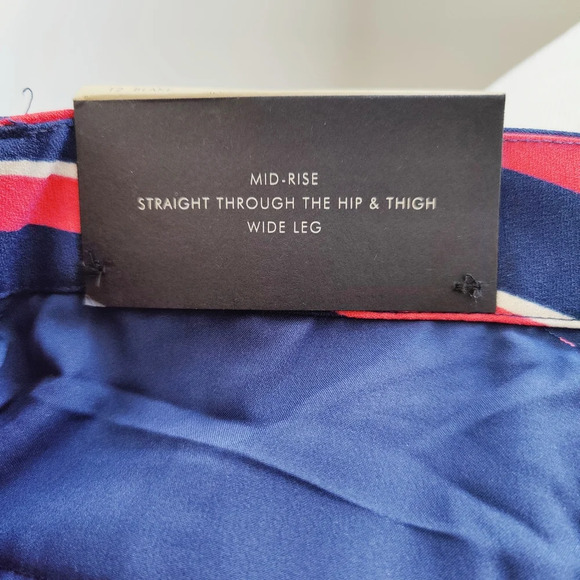 MID-RISE
STRAIGHT THROUGH THE HIP & THIGH
WIDE LEG